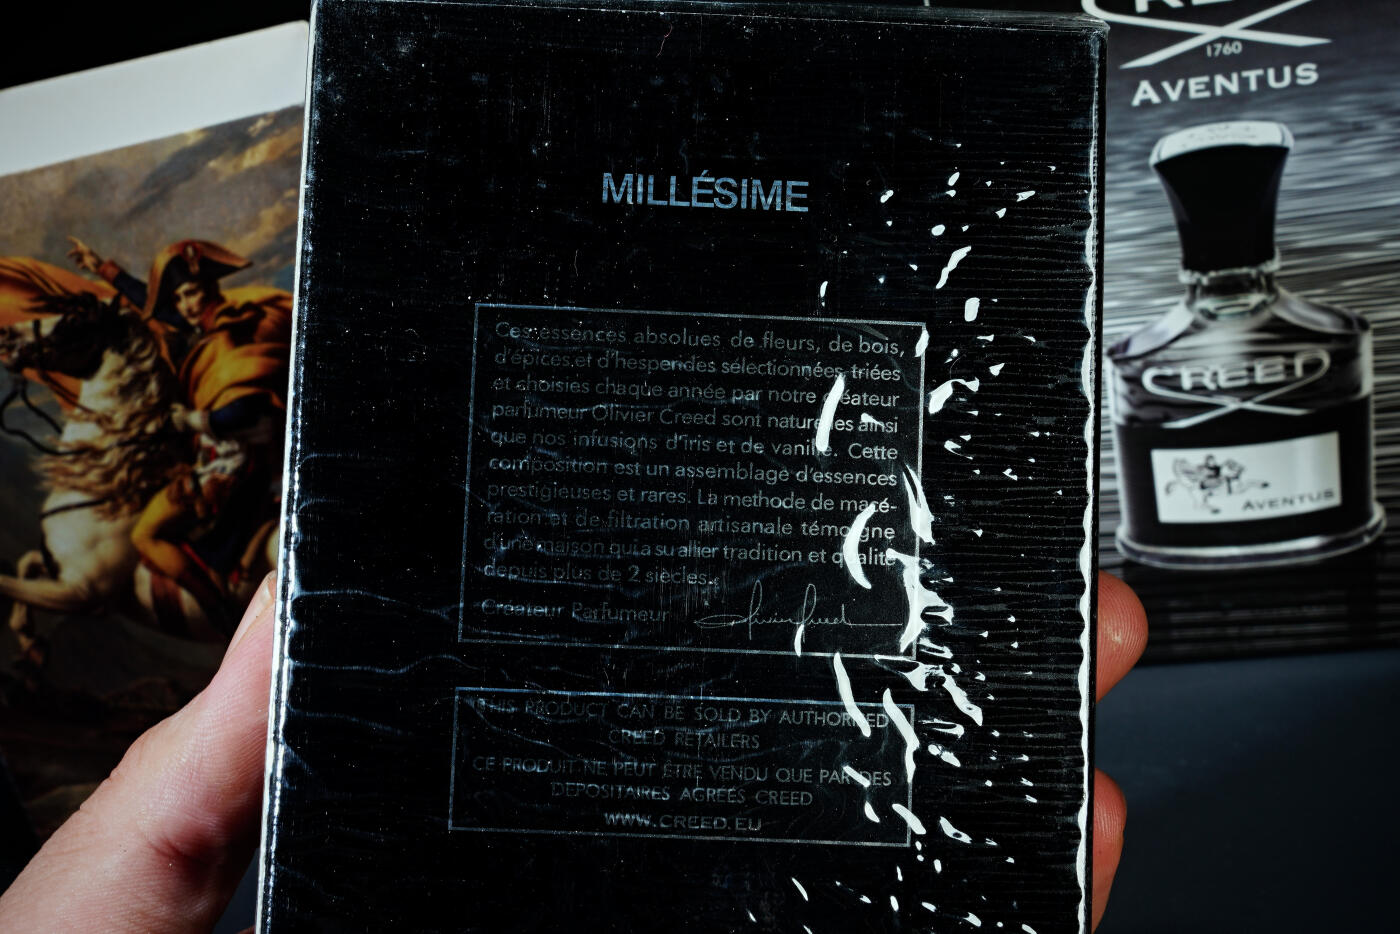 1760
AVENTUS
CREED
AVENTUS
MILLÉSIME
Ces essences absolues de fleurs, de bois,
d'épices et d'hesperides sélectionnées, triées
et choisies chaque année par notre créateur
parfumeur Olivier Creed sont naturelles ainsi
que nos infusions d'iris et de vanille. Cette
composition est un assemblage d'essences
prestigieuses et rares. La methode de macé-
ration et de filtration artisanale témoigne
d'une maison qui a su allier tradition et qualité
depuis plus de 2 siècles.
Créateur Parfumeur
THIS PRODUCT CAN BE SOLD BY AUTHORISED
CREED RETAILERS
CE PRODUIT NE PEUT ÊTRE VENDU QUE PAR DES
DEPOSITAIRES AGRÉÉS CREED
WWW.CREED.EU